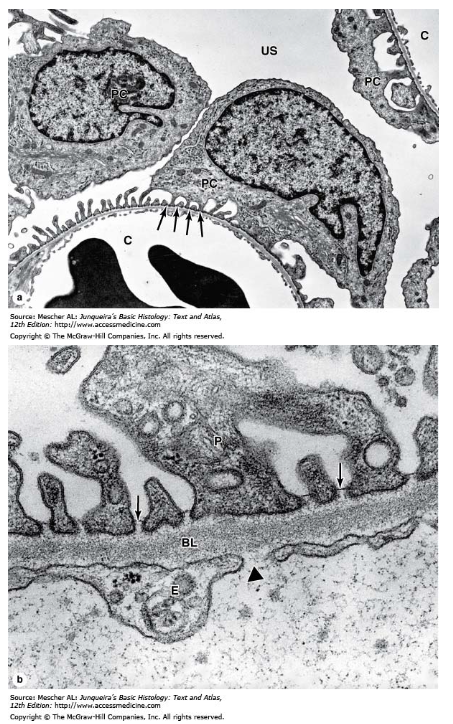 US
C
PC
PC
PC
C
a
Source: Mescher AL: Junqueira's Basic Histology: Text and Atlas,
12th Edition: http://www.accessmedicine.com
Copyright © The McGraw-Hill Companies, Inc. All rights reserved.
P
BL
E
b
Source: Mescher AL: Junqueira's Basic Histology: Text and Atlas,
12th Edition: http://www.accessmedicine.com
Copyright © The McGraw-Hill Companies, Inc. All rights reserved.